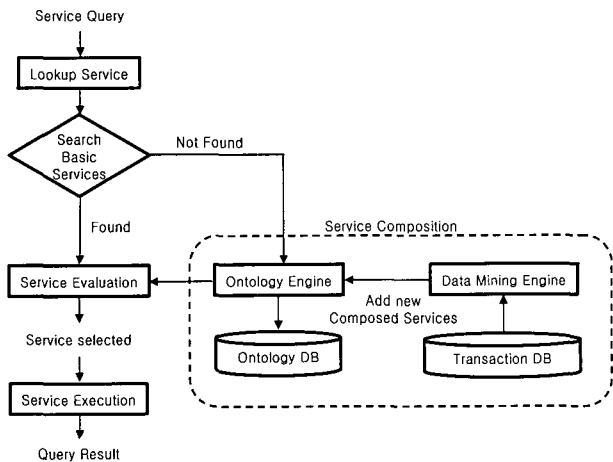 Service Query
Lookup Service
Search
Basic
Services
Not Found
Found
Service Composition
Service Evaluation
Ontology Engine
Data Mining Engine
Add new
Composed Services
Service selected
Ontology DB
Transaction DB
Service Execution
Query Result